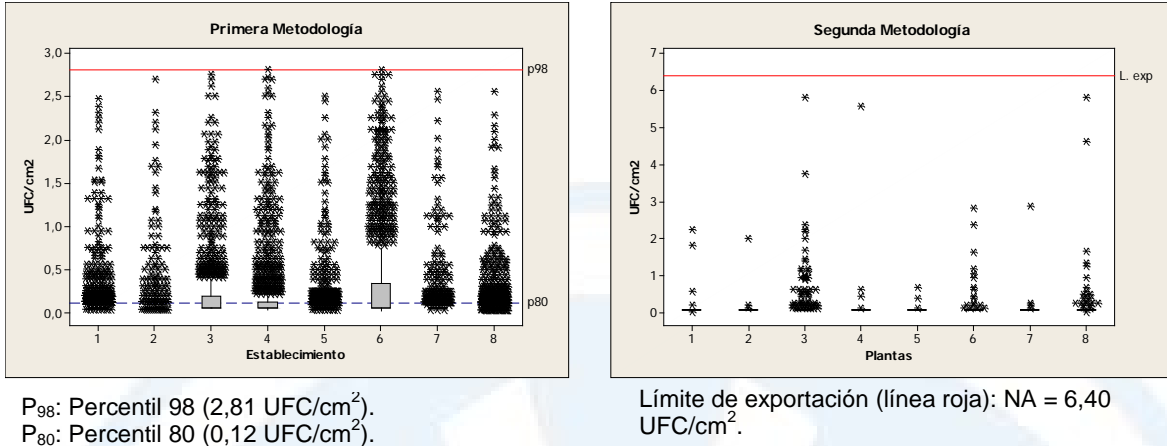 Primera Metodología
3,0
2,5
2,0
1,5
1,0
0,5
0,0
UFC/cm2
p98
p80
1 2 3 4 5 6 7 8
Establecimiento
P98: Percentil 98 (2,81 UFC/cm²).
P80: Percentil 80 (0,12 UFC/cm²).
Segunda Metodología
7
6
5
4
3
2
1
0
UFC/cm2
L. exp
1 2 3 4 5 6 7 8
Plantas
Límite de exportación (línea roja): NA = 6,40
UFC/cm².